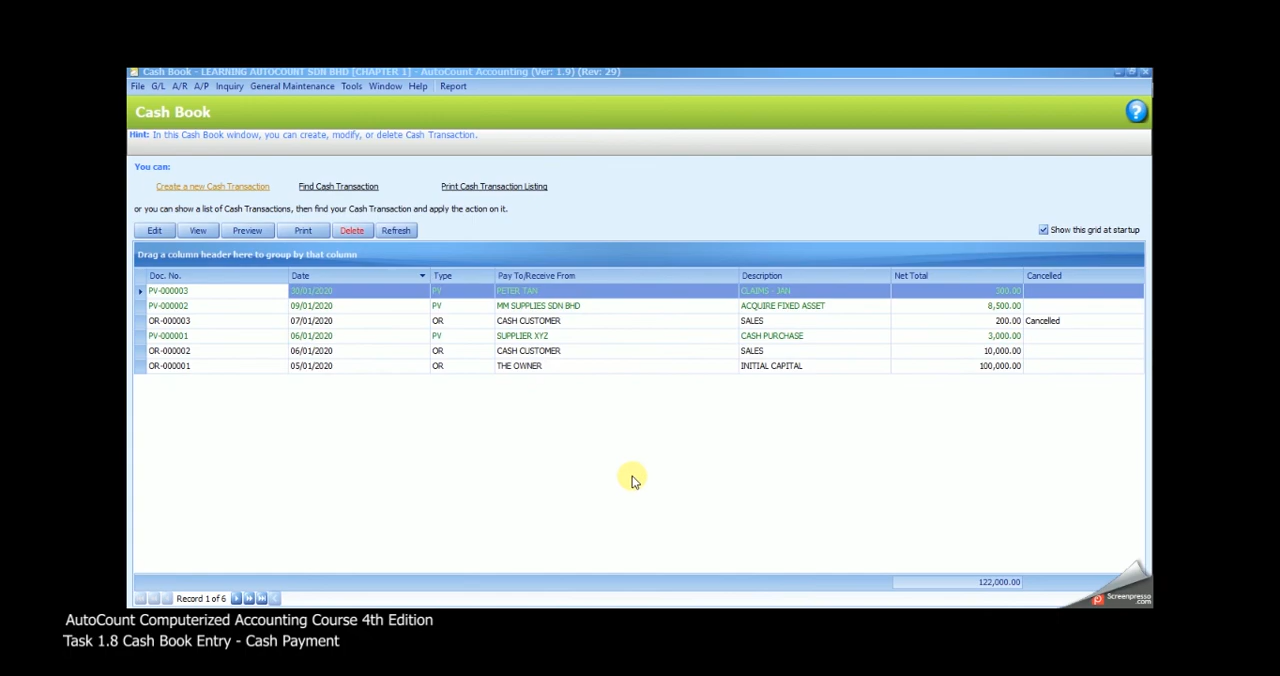 Cash Book - LEARNING AUTOCOUNT SDN BHD [CHAPTER 1] - AutoCount Accounting (Ver: 1.9) (Rev: 29)
File G/L A/R A/P Inquiry General Maintenance Tools Window Help Report
Cash Book
?
Hint: In this Cash Book window, you can create, modify, or delete Cash Transaction.
You can:
Create a new Cash Transaction Find Cash Transaction Print Cash Transaction Listing
or you can show a list of Cash Transactions, then find your Cash Transaction and apply the action on it.
Edit View Preview Print Delete Refresh Show this grid at startup
Drag a column header here to group by that column
Doc. No. Date Type Pay To/Receive From Description Net Total Cancelled
PV-000003 30/01/2020 PV PETER TAN CLAIMS - JAN 300.00
PV-000002 09/01/2020 PV MM SUPPLIES SDN BHD ACQUIRE FIXED ASSET 8,500.00
OR-000003 07/01/2020 OR CASH CUSTOMER SALES 200.00 Cancelled
PV-000001 06/01/2020 PV SUPPLIER XYZ CASH PURCHASE 3,000.00
OR-000002 06/01/2020 OR CASH CUSTOMER SALES 10,000.00
OR-000001 05/01/2020 OR THE OWNER INITIAL CAPITAL 100,000.00
122,000.00
Record 1 of 6
Screenpresso
.com
AutoCount Computerized Accounting Course 4th Edition
Task 1.8 Cash Book Entry - Cash Payment